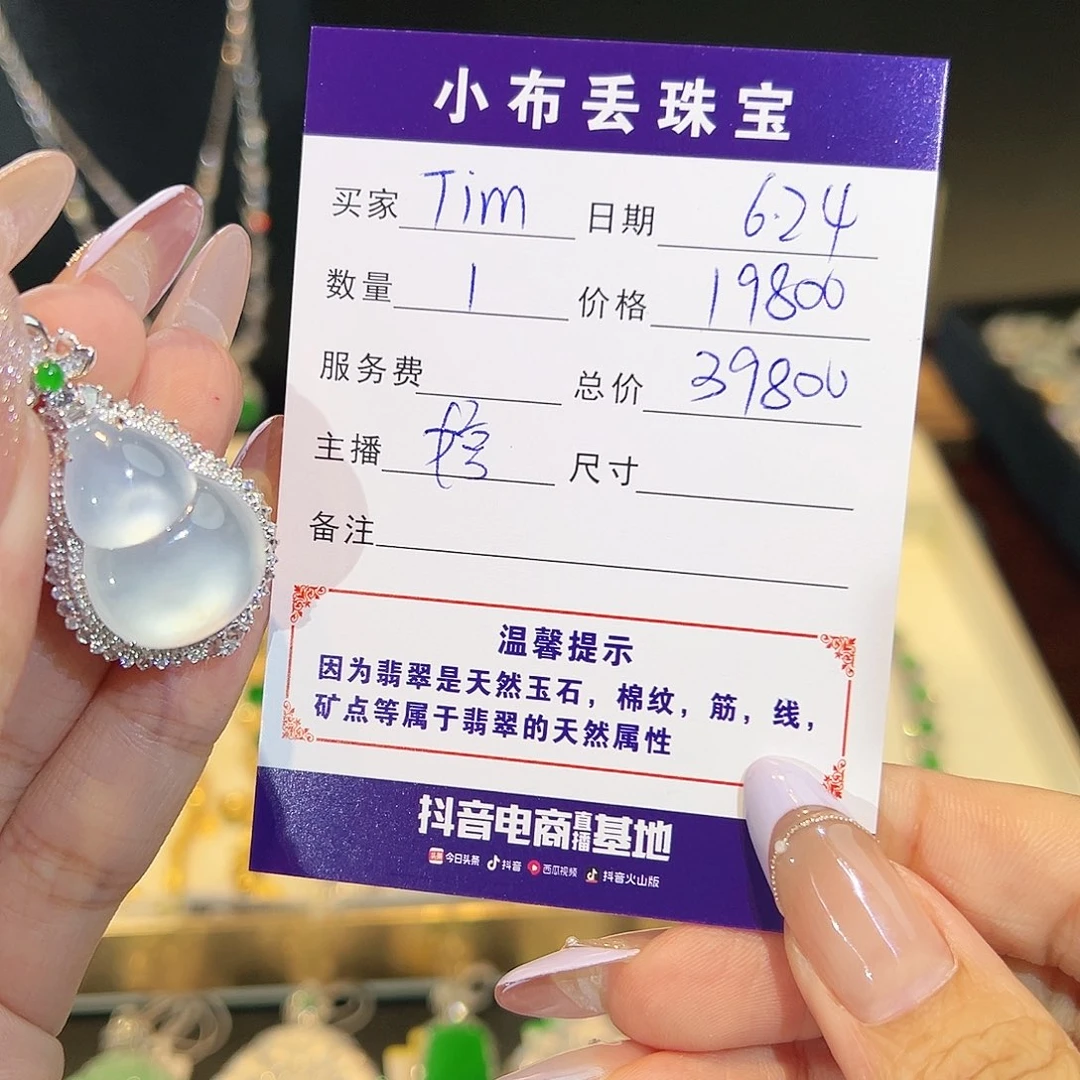 小布丢珠宝
买家 Tim 日期 6.24
数量 1 价格 19800
服务费 总价 39800
主播 尺寸
备注
温馨提示
因为翡翠是天然玉石，棉纹，筋，线，
矿点等属于翡翠的天然属性
抖音电商直播基地
头条 今日头条 抖音 西瓜视频 抖音火山版